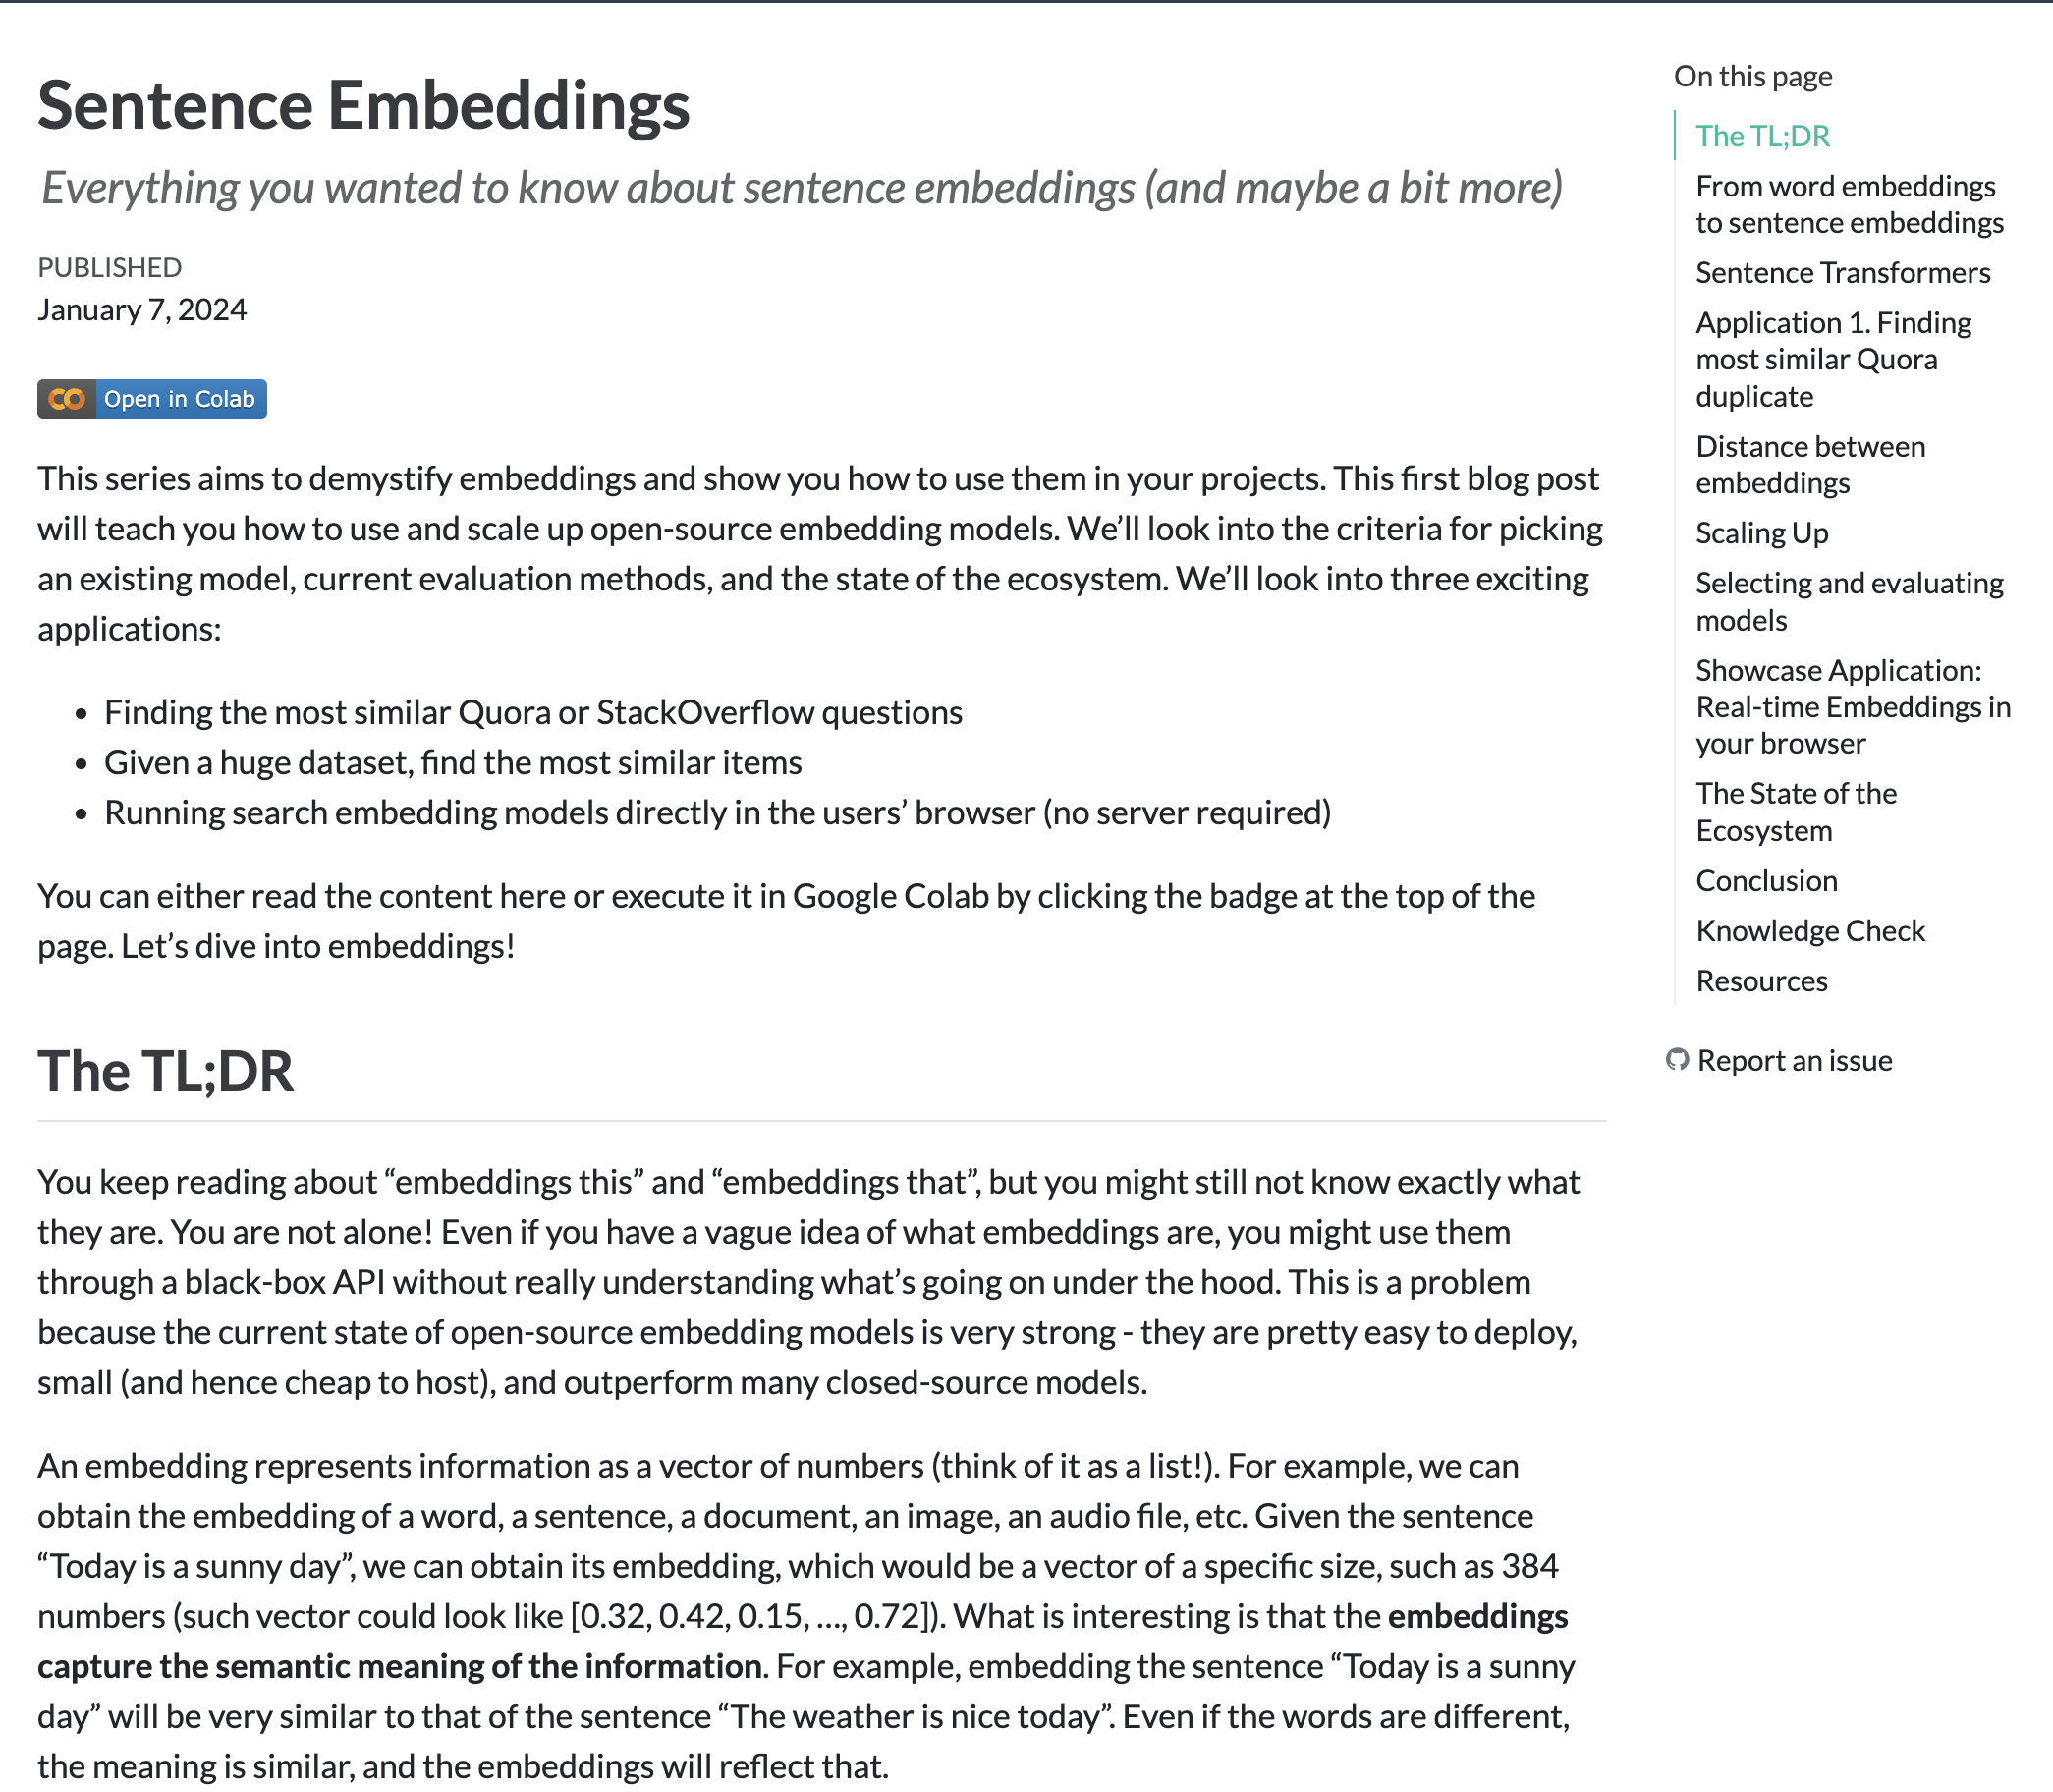 Sentence Embeddings
Everything you wanted to know about sentence embeddings (and maybe a bit more)
PUBLISHED
January 7, 2024
Open in Colab
This series aims to demystify embeddings and show you how to use them in your projects. This first blog post
will teach you how to use and scale up open-source embedding models. We’ll look into the criteria for picking
an existing model, current evaluation methods, and the state of the ecosystem. We’ll look into three exciting
applications:
• Finding the most similar Quora or StackOverflow questions
• Given a huge dataset, find the most similar items
• Running search embedding models directly in the users’ browser (no server required)
You can either read the content here or execute it in Google Colab by clicking the badge at the top of the
page. Let’s dive into embeddings!
The TL;DR
You keep reading about “embeddings this” and “embeddings that”, but you might still not know exactly what
they are. You are not alone! Even if you have a vague idea of what embeddings are, you might use them
through a black-box API without really understanding what’s going on under the hood. This is a problem
because the current state of open-source embedding models is very strong - they are pretty easy to deploy,
small (and hence cheap to host), and outperform many closed-source models.
An embedding represents information as a vector of numbers (think of it as a list!). For example, we can
obtain the embedding of a word, a sentence, a document, an image, an audio file, etc. Given the sentence
“Today is a sunny day”, we can obtain its embedding, which would be a vector of a specific size, such as 384
numbers (such vector could look like [0.32, 0.42, 0.15, …, 0.72]). What is interesting is that the embeddings
capture the semantic meaning of the information. For example, embedding the sentence “Today is a sunny
day” will be very similar to that of the sentence “The weather is nice today”. Even if the words are different,
the meaning is similar, and the embeddings will reflect that.
On this page
The TL;DR
From word embeddings
to sentence embeddings
Sentence Transformers
Application 1. Finding
most similar Quora
duplicate
Distance between
embeddings
Scaling Up
Selecting and evaluating
models
Showcase Application:
Real-time Embeddings in
your browser
The State of the
Ecosystem
Conclusion
Knowledge Check
Resources
Report an issue